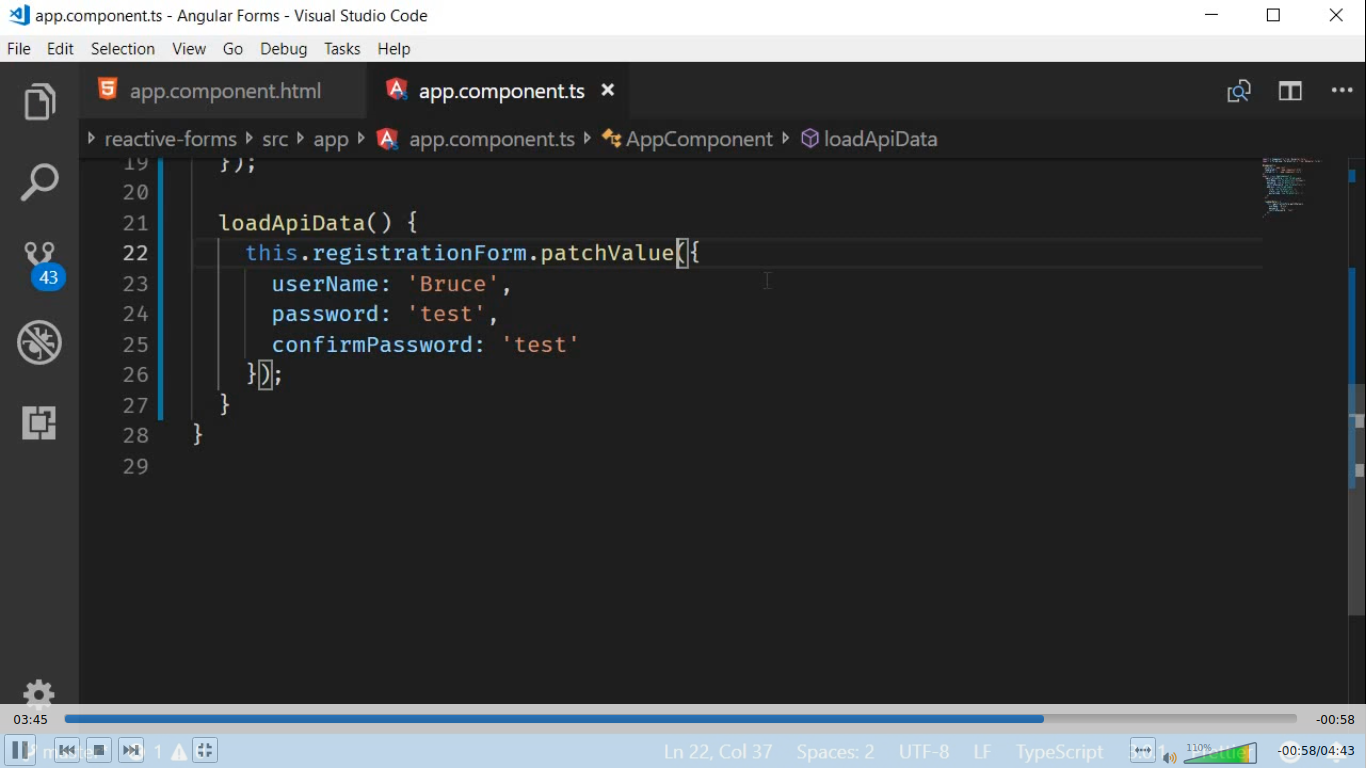 app.component.ts - Angular Forms - Visual Studio Code
File Edit Selection View Go Debug Tasks Help
app.component.html app.component.ts
reactive-forms src app app.component.ts AppComponent loadApiData
19 });
20
21 loadApiData() {
22 this.registrationForm.patchValue({
43
23 userName: 'Bruce',
24 password: 'test',
25 confirmPassword: 'test'
26 });
27 }
28 }
29
03:45 -00:58
1 Ln 22, Col 37 Spaces: 2 UTF-8 LF TypeScript 110% -00:58/04:43